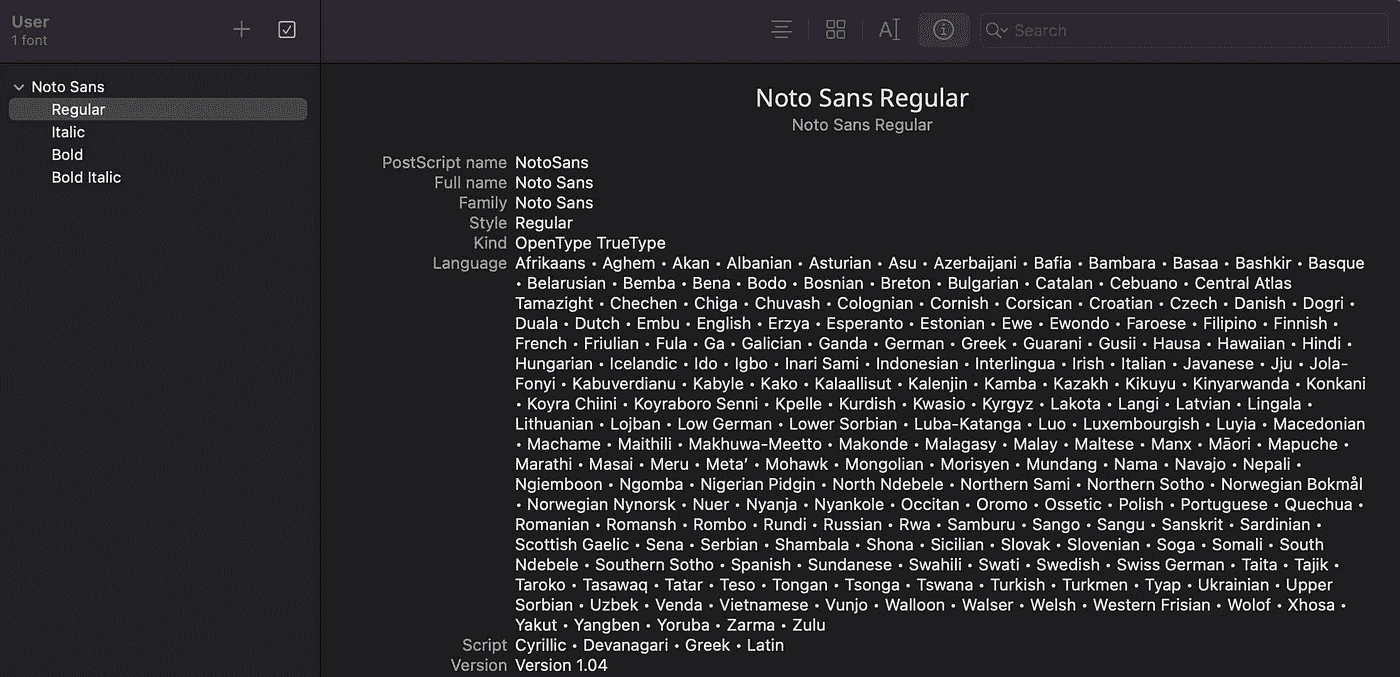 User
1 font
Search
Noto Sans
Regular
Italic
Bold
Bold Italic
Noto Sans Regular
Noto Sans Regular
PostScript name NotoSans
Full name Noto Sans
Family Noto Sans
Style Regular
Kind OpenType TrueType
Language Afrikaans • Aghem • Akan • Albanian • Asturian • Asu • Azerbaijani • Bafia • Bambara • Basaa • Bashkir • Basque
• Belarusian • Bemba • Bena • Bodo • Bosnian • Breton • Bulgarian • Catalan • Cebuano • Central Atlas
Tamazight • Chechen • Chiga • Chuvash • Colognian • Cornish • Corsican • Croatian • Czech • Danish • Dogri •
Duala • Dutch • Embu • English • Erzya • Esperanto • Estonian • Ewe • Ewondo • Faroese • Filipino • Finnish •
French • Friulian • Fula • Ga • Galician • Ganda • German • Greek • Guarani • Gusii • Hausa • Hawaiian • Hindi •
Hungarian • Icelandic • Ido • Igbo • Inari Sami • Indonesian • Interlingua • Irish • Italian • Javanese • Jju • Jola-
Fonyi • Kabuverdianu • Kabyle • Kako • Kalaallisut • Kalenjin • Kamba • Kazakh • Kikuyu • Kinyarwanda • Konkani
• Koyra Chiini • Koyraboro Senni • Kpelle • Kurdish • Kwasio • Kyrgyz • Lakota • Langi • Latvian • Lingala •
Lithuanian • Lojban • Low German • Lower Sorbian • Luba-Katanga • Luo • Luxembourgish • Luyia • Macedonian
• Machame • Maithili • Makhuwa-Meetto • Makonde • Malagasy • Malay • Maltese • Manx • Māori • Mapuche •
Marathi • Masai • Meru • Metaʼ • Mohawk • Mongolian • Morisyen • Mundang • Nama • Navajo • Nepali •
Ngiemboon • Ngomba • Nigerian Pidgin • North Ndebele • Northern Sami • Northern Sotho • Norwegian Bokmål
• Norwegian Nynorsk • Nuer • Nyanja • Nyankole • Occitan • Oromo • Ossetic • Polish • Portuguese • Quechua •
Romanian • Romansh • Rombo • Rundi • Russian • Rwa • Samburu • Sango • Sangu • Sanskrit • Sardinian •
Scottish Gaelic • Sena • Serbian • Shambala • Shona • Sicilian • Slovak • Slovenian • Soga • Somali • South
Ndebele • Southern Sotho • Spanish • Sundanese • Swahili • Swati • Swedish • Swiss German • Taita • Tajik •
Taroko • Tasawaq • Tatar • Teso • Tongan • Tsonga • Tswana • Turkish • Turkmen • Tyap • Ukrainian • Upper
Sorbian • Uzbek • Venda • Vietnamese • Vunjo • Walloon • Walser • Welsh • Western Frisian • Wolof • Xhosa •
Yakut • Yangben • Yoruba • Zarma • Zulu
Script Cyrillic • Devanagari • Greek • Latin
Version Version 1.04